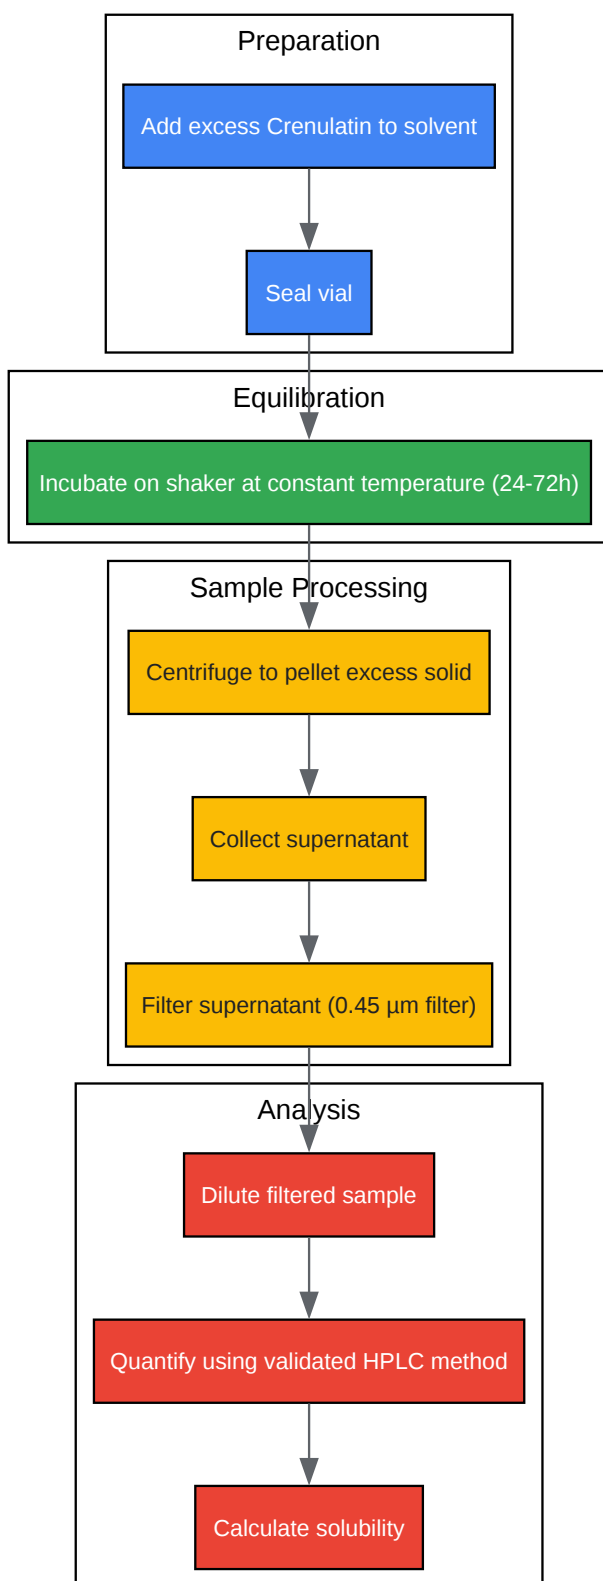 Preparation
Add excess Crenulatin to solvent
Seal vial
Equilibration
Incubate on shaker at constant temperature (24-72h)
Sample Processing
Centrifuge to pellet excess solid
Collect supernatant
Filter supernatant (0.45 µm filter)
Analysis
Dilute filtered sample
Quantify using validated HPLC method
Calculate solubility